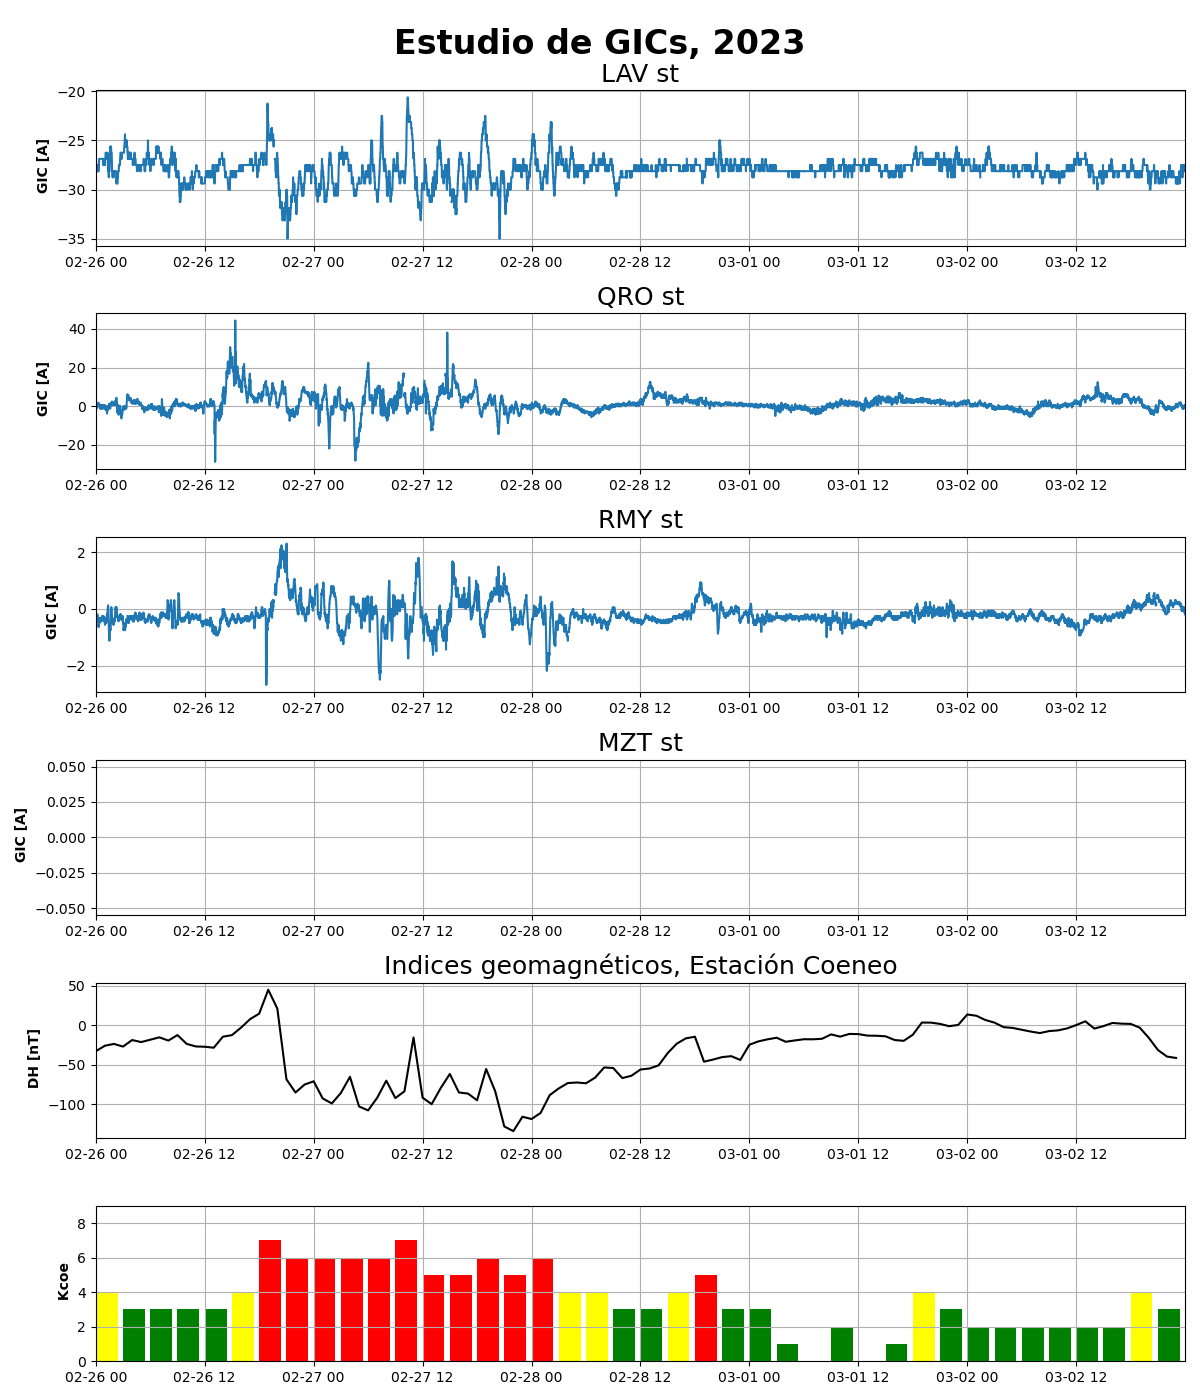 Estudio de GICs, 2023
LAV st
GIC [A]
−20
−25
−30
−35
02-26 00 02-26 12 02-27 00 02-27 12 02-28 00 02-28 12 03-01 00 03-01 12 03-02 00 03-02 12
QRO st
GIC [A]
40
20
0
−20
02-26 00 02-26 12 02-27 00 02-27 12 02-28 00 02-28 12 03-01 00 03-01 12 03-02 00 03-02 12
RMY st
GIC [A]
2
0
−2
02-26 00 02-26 12 02-27 00 02-27 12 02-28 00 02-28 12 03-01 00 03-01 12 03-02 00 03-02 12
MZT st
GIC [A]
0.050
0.025
0.000
−0.025
−0.050
02-26 00 02-26 12 02-27 00 02-27 12 02-28 00 02-28 12 03-01 00 03-01 12 03-02 00 03-02 12
Indices geomagnéticos, Estación Coeneo
DH [nT]
50
0
−50
−100
02-26 00 02-26 12 02-27 00 02-27 12 02-28 00 02-28 12 03-01 00 03-01 12 03-02 00 03-02 12
Kcoe
8
6
4
2
0
02-26 00 02-26 12 02-27 00 02-27 12 02-28 00 02-28 12 03-01 00 03-01 12 03-02 00 03-02 12